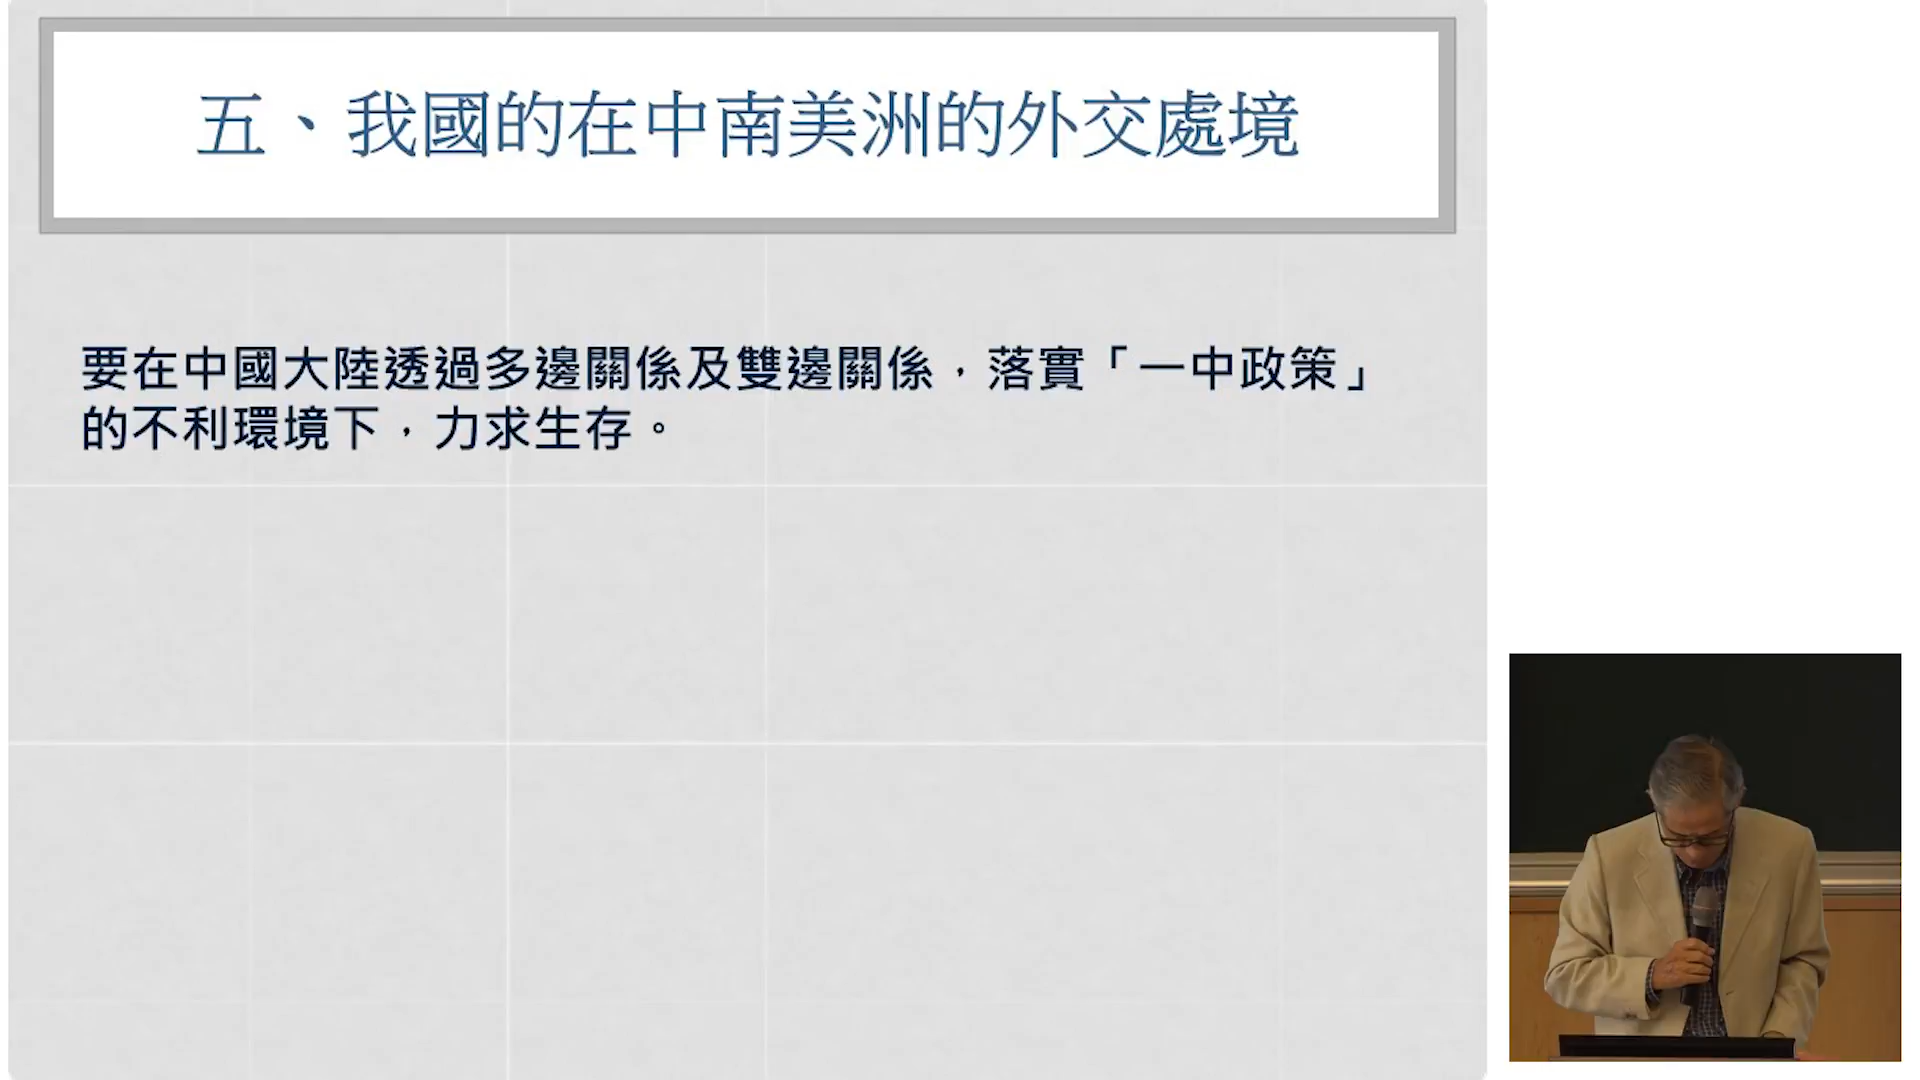 五、我國的在中南美洲的外交處境
要在中國大陸透過多邊關係及雙邊關係，落實「一中政策」
的不利環境下，力求生存。